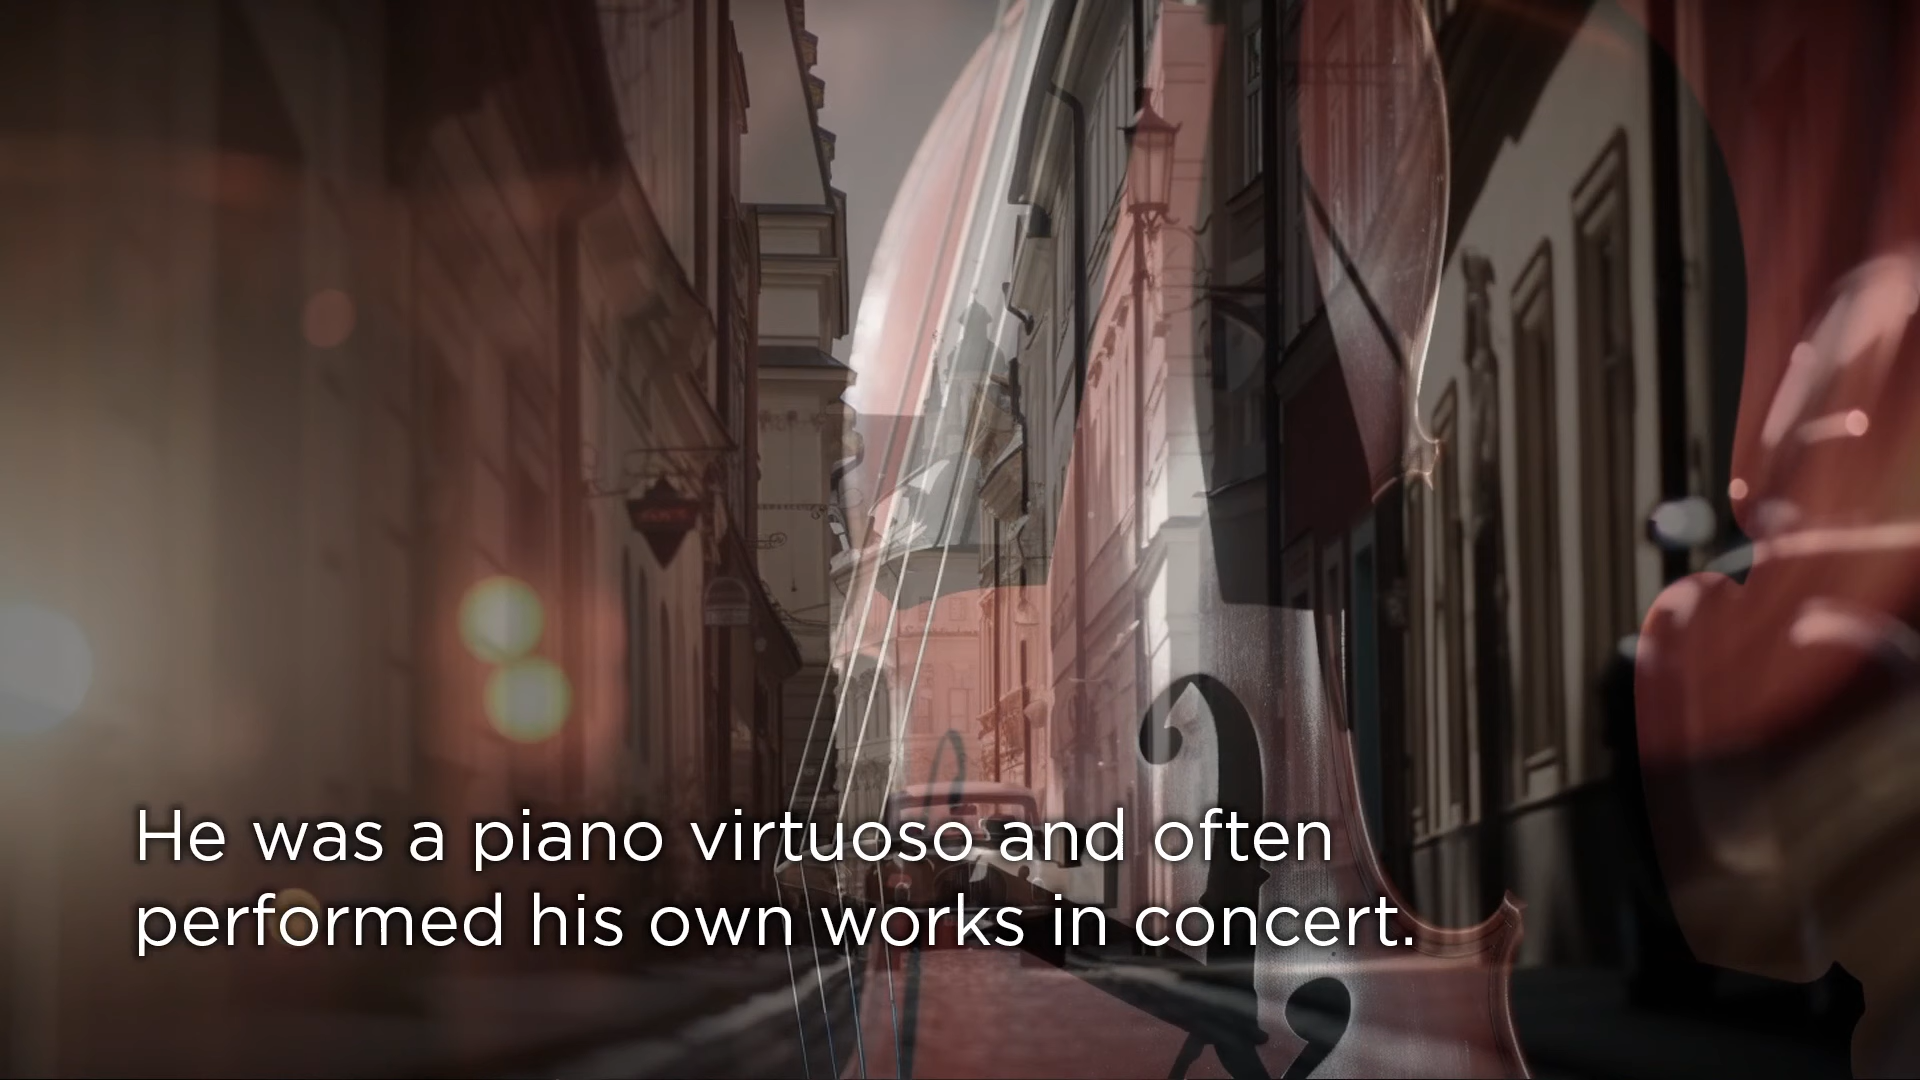 He was a piano virtuoso and often
performed his own works in concert.